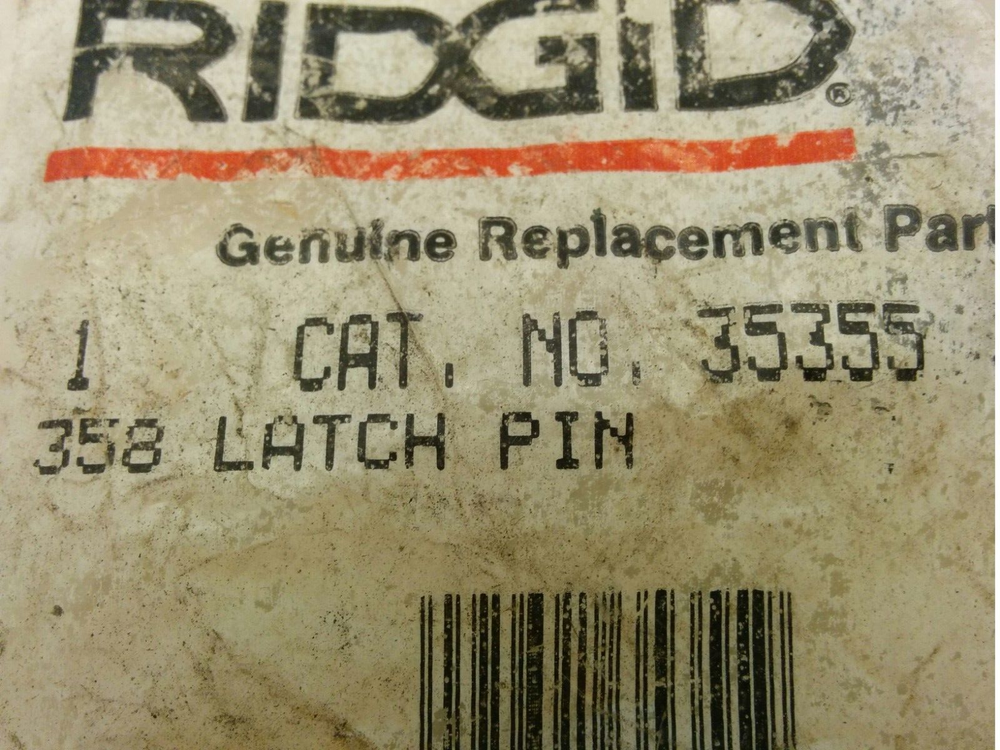 RIDGID®
Genuine Replacement Part
1 CAT. NO. 35355
358 LATCH PIN